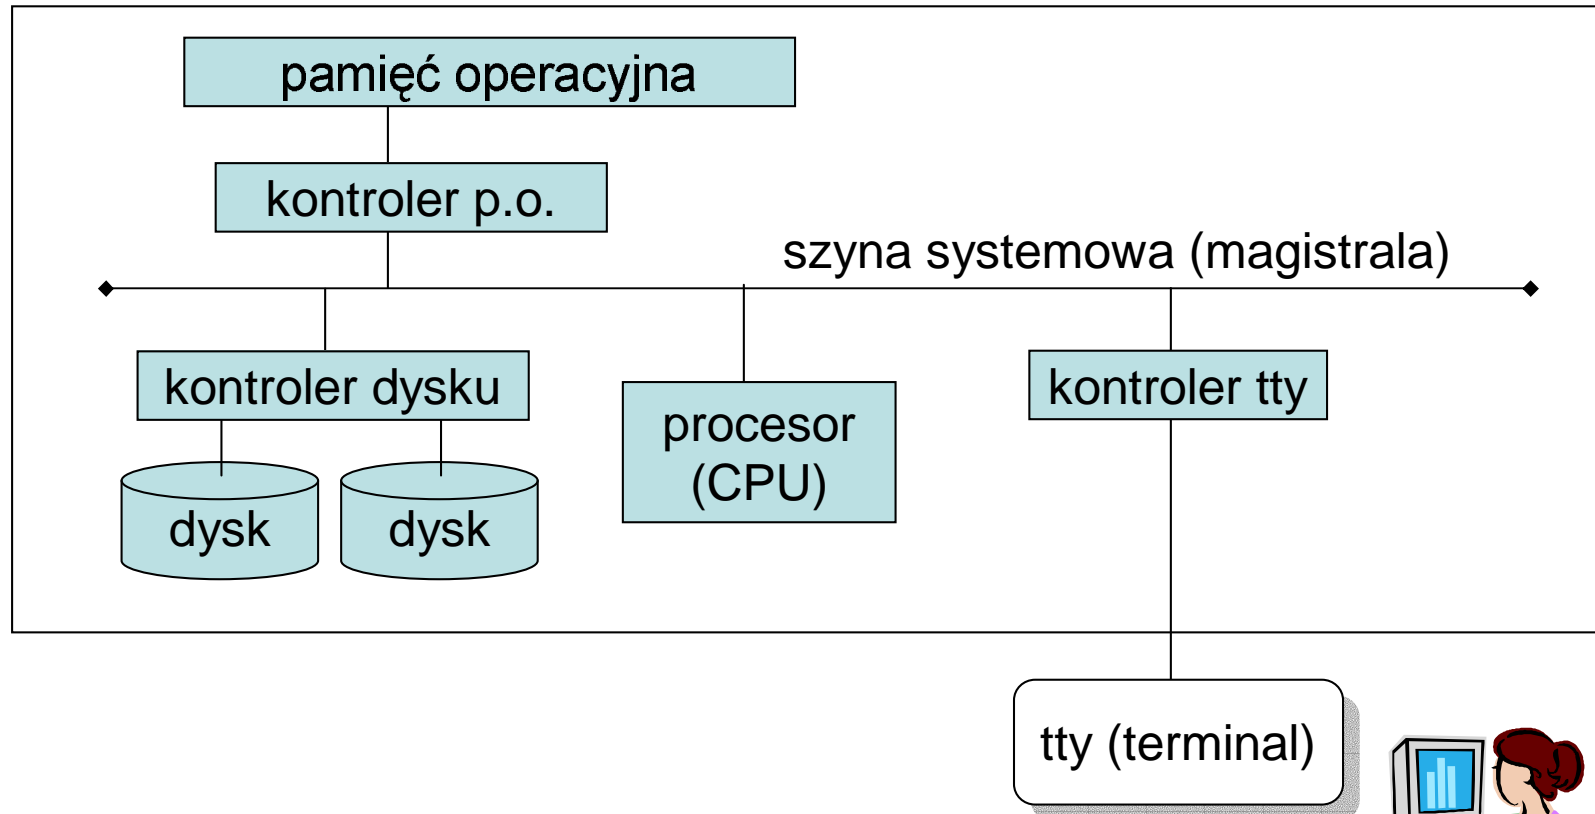 pamięć operacyjna
kontroler p.o.
szyna systemowa (magistrala)
kontroler dysku
kontroler tty
procesor
(CPU)
dysk
dysk
tty (terminal)